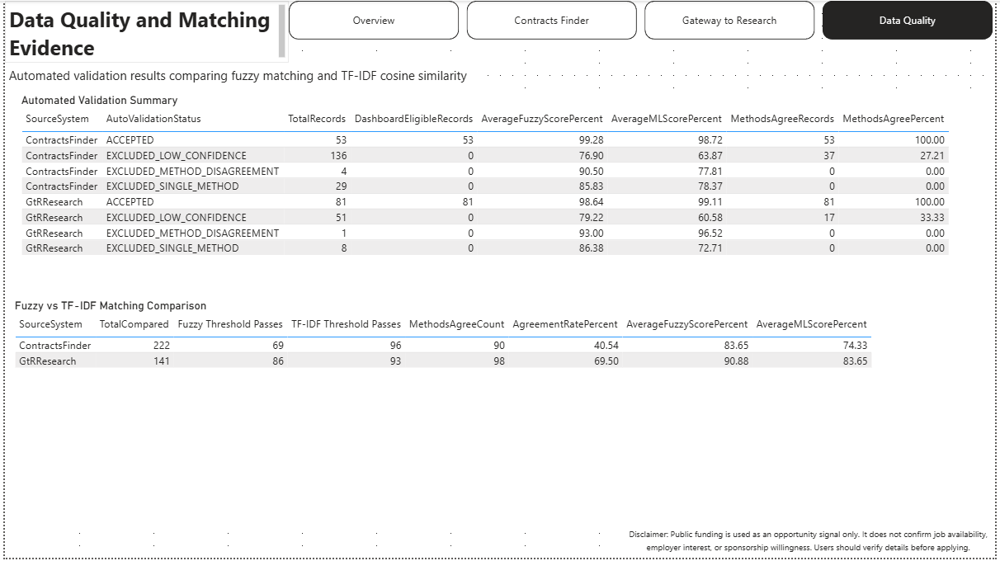 Data Quality and Matching
Evidence
Overview
Contracts Finder
Gateway to Research
Data Quality
Automated validation results comparing fuzzy matching and TF-IDF cosine similarity
Automated Validation Summary
SourceSystem AutoValidationStatus TotalRecords DashboardEligibleRecords AverageFuzzyScorePercent AverageMLScorePercent MethodsAgreeRecords MethodsAgreePercent
ContractsFinder ACCEPTED 53 53 99.28 98.72 53 100.00
ContractsFinder EXCLUDED_LOW_CONFIDENCE 136 0 76.90 63.87 37 27.21
ContractsFinder EXCLUDED_METHOD_DISAGREEMENT 4 0 90.50 77.81 0 0.00
ContractsFinder EXCLUDED_SINGLE_METHOD 29 0 85.83 78.37 0 0.00
GtRResearch ACCEPTED 81 81 98.64 99.11 81 100.00
GtRResearch EXCLUDED_LOW_CONFIDENCE 51 0 79.22 60.58 17 33.33
GtRResearch EXCLUDED_METHOD_DISAGREEMENT 1 0 93.00 96.52 0 0.00
GtRResearch EXCLUDED_SINGLE_METHOD 8 0 86.38 72.71 0 0.00
Fuzzy vs TF-IDF Matching Comparison
SourceSystem TotalCompared Fuzzy Threshold Passes TF-IDF Threshold Passes MethodsAgreeCount AgreementRatePercent AverageFuzzyScorePercent AverageMLScorePercent
ContractsFinder 222 69 96 90 40.54 83.65 74.33
GtRResearch 141 86 93 98 69.50 90.88 83.65
Disclaimer: Public funding is used as an opportunity signal only. It does not confirm job availability,
employer interest, or sponsorship willingness. Users should verify details before applying.